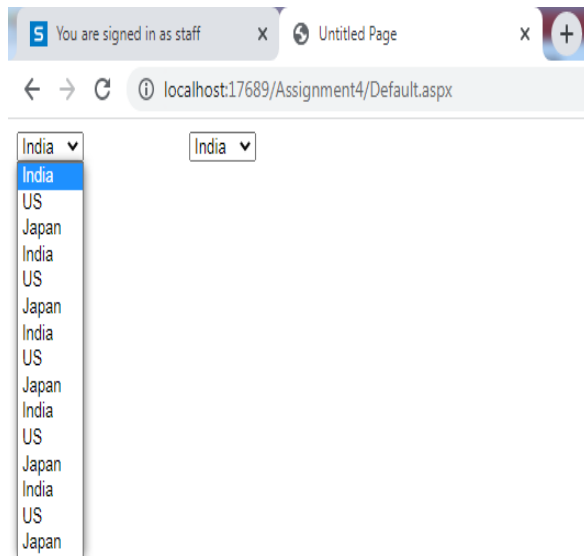 S You are signed in as staff x Untitled Page x +
localhost:17689/Assignment4/Default.aspx
India India
India
US
Japan
India
US
Japan
India
US
Japan
India
US
Japan
India
US
Japan